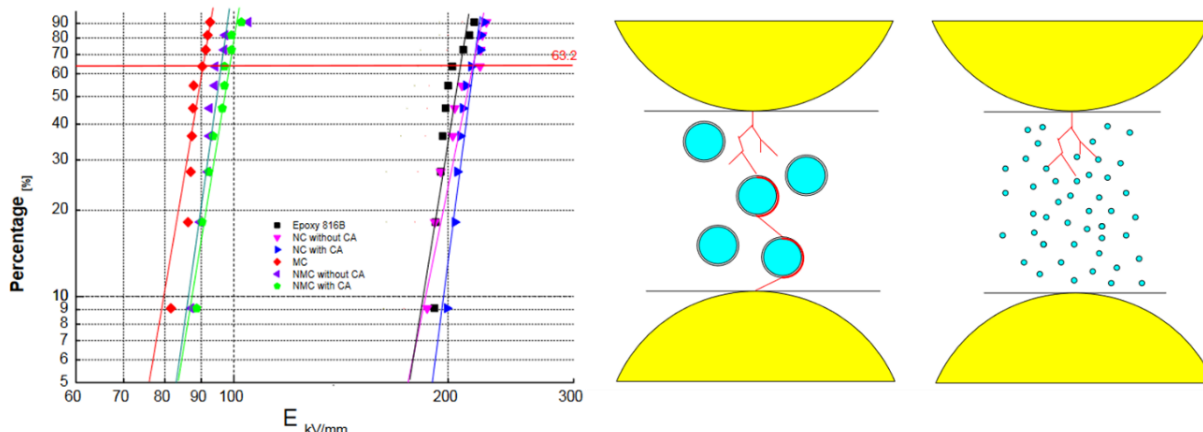 90
80
70
63.2
60
50
40
30
20
10
9
8
7
6
5
Percentage [%]
Epoxy 816B
NC without CA
NC with CA
MC
NMC without CA
NMC with CA
60 70 80 90 100 200 300
E kV/mm